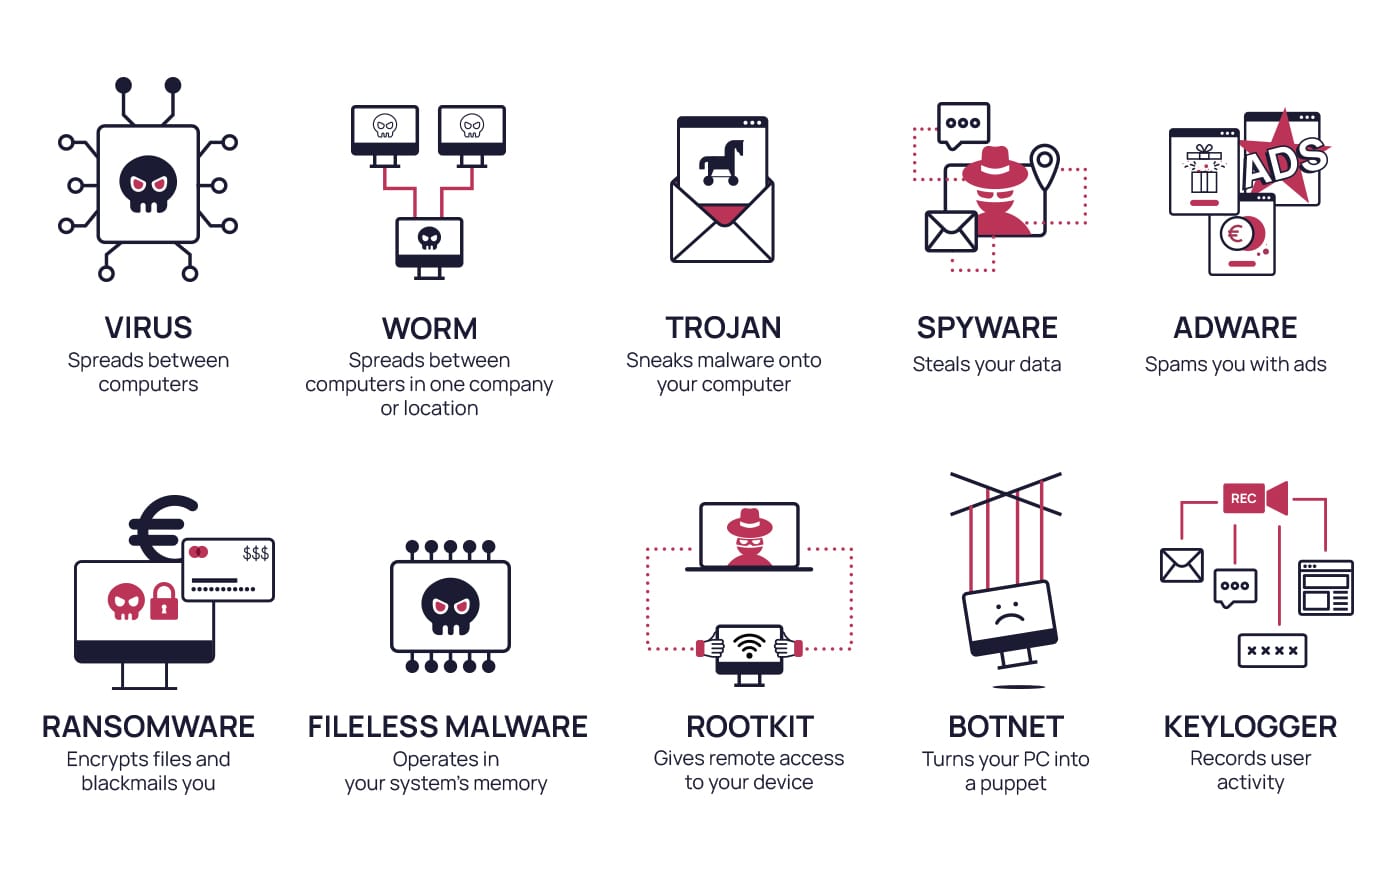 ADS
€
VIRUS
Spreads between
computers
WORM
Spreads between
computers in one company
or location
TROJAN
Sneaks malware onto
your computer
SPYWARE
Steals your data
ADWARE
Spams you with ads
€
$$$
REC
xxxx
RANSOMWARE
Encrypts files and
blackmails you
FILELESS MALWARE
Operates in
your system's memory
ROOTKIT
Gives remote access
to your device
BOTNET
Turns your PC into
a puppet
KEYLOGGER
Records user
activity